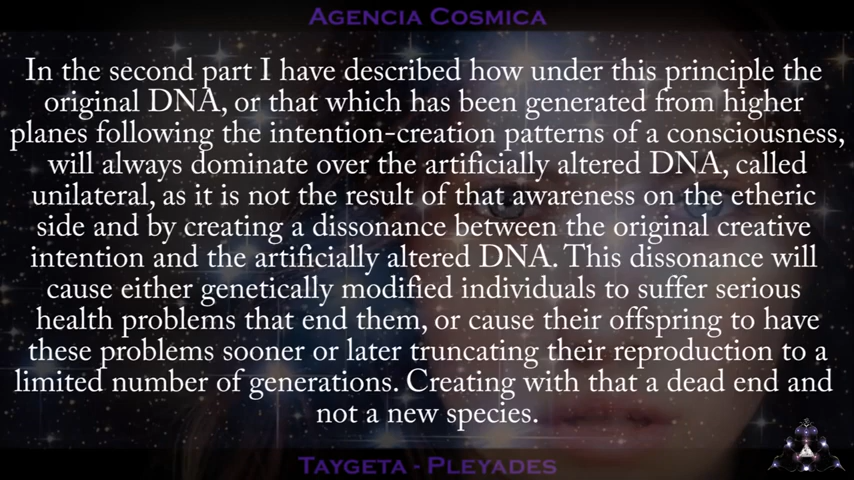 AGENCIA COSMICA
In the second part I have described how under this principle the
original DNA, or that which has been generated from higher
planes following the intention-creation patterns of a consciousness,
will always dominate over the artificially altered DNA, called
unilateral, as it is not the result of that awareness on the etheric
side and by creating a dissonance between the original creative
intention and the artificially altered DNA. This dissonance will
cause either genetically modified individuals to suffer serious
health problems that end them, or cause their offspring to have
these problems sooner or later truncating their reproduction to a
limited number of generations. Creating with that a dead end and
not a new species.
TAYGETA - PLEYADES